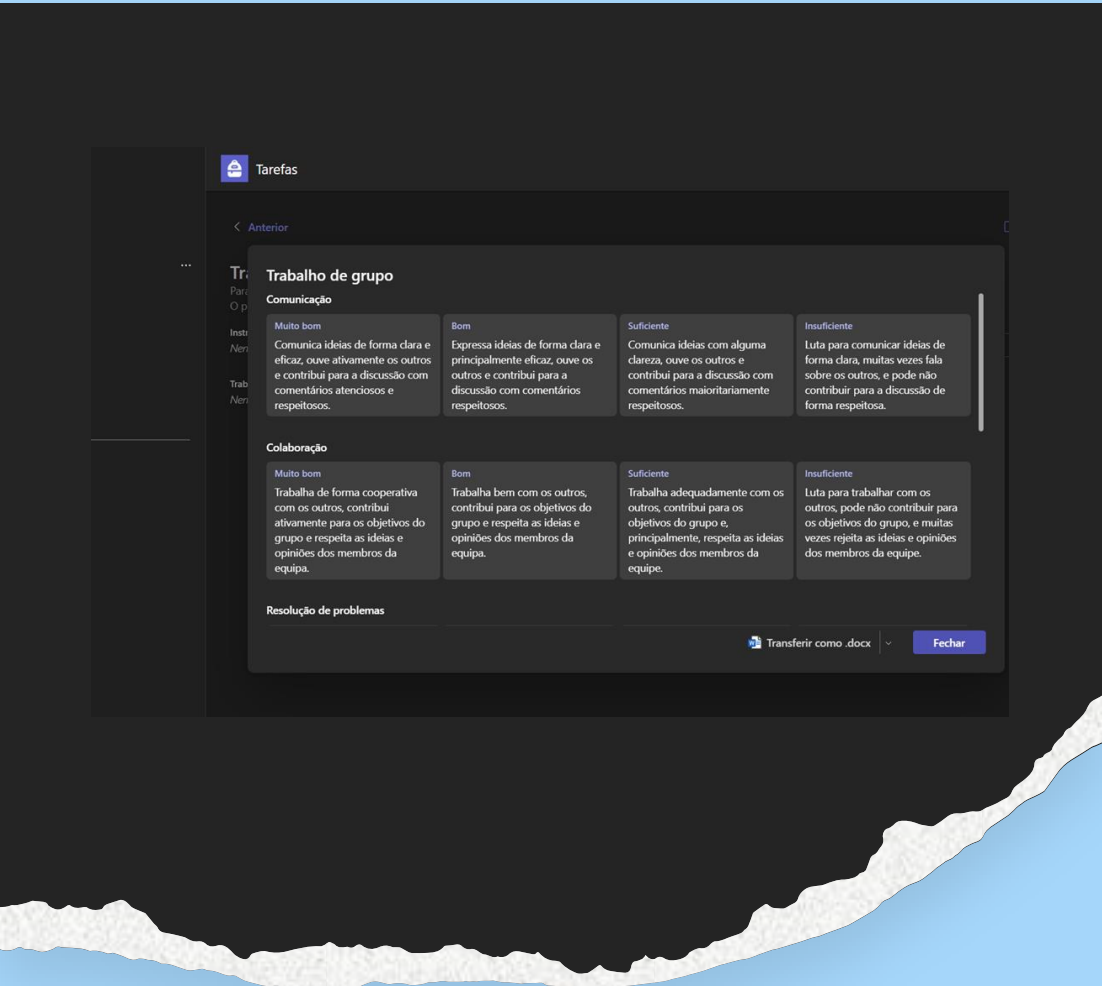 Tarefas
Anterior
...
Trabalho de grupo
Comunicação
Muito bom
Comunica ideias de forma clara e
eficaz, ouve ativamente os outros
e contribui para a discussão com
comentários atenciosos e
respeitosos.
Bom
Expressa ideias de forma clara e
principalmente eficaz, ouve os
outros e contribui para a
discussão com comentários
respeitosos.
Suficiente
Comunica ideias com alguma
clareza, ouve os outros e
contribui para a discussão com
comentários maioritariamente
respeitosos.
Insuficiente
Luta para comunicar ideias de
forma clara, muitas vezes fala
sobre os outros, e pode não
contribuir para a discussão de
forma respeitosa.
Colaboração
Muito bom
Trabalha de forma cooperativa
com os outros, contribui
ativamente para os objetivos do
grupo e respeita as ideias e
opiniões dos membros da
equipa.
Bom
Trabalha bem com os outros,
contribui para os objetivos do
grupo e respeita as ideias e
opiniões dos membros da
equipa.
Suficiente
Trabalha adequadamente com os
outros, contribui para os
objetivos do grupo e,
principalmente, respeita as ideias
e opiniões dos membros da
equipe.
Insuficiente
Luta para trabalhar com os
outros, pode não contribuir para
os objetivos do grupo, e muitas
vezes rejeita as ideias e opiniões
dos membros da equipe.
Resolução de problemas
Transferir como .docx
Fechar